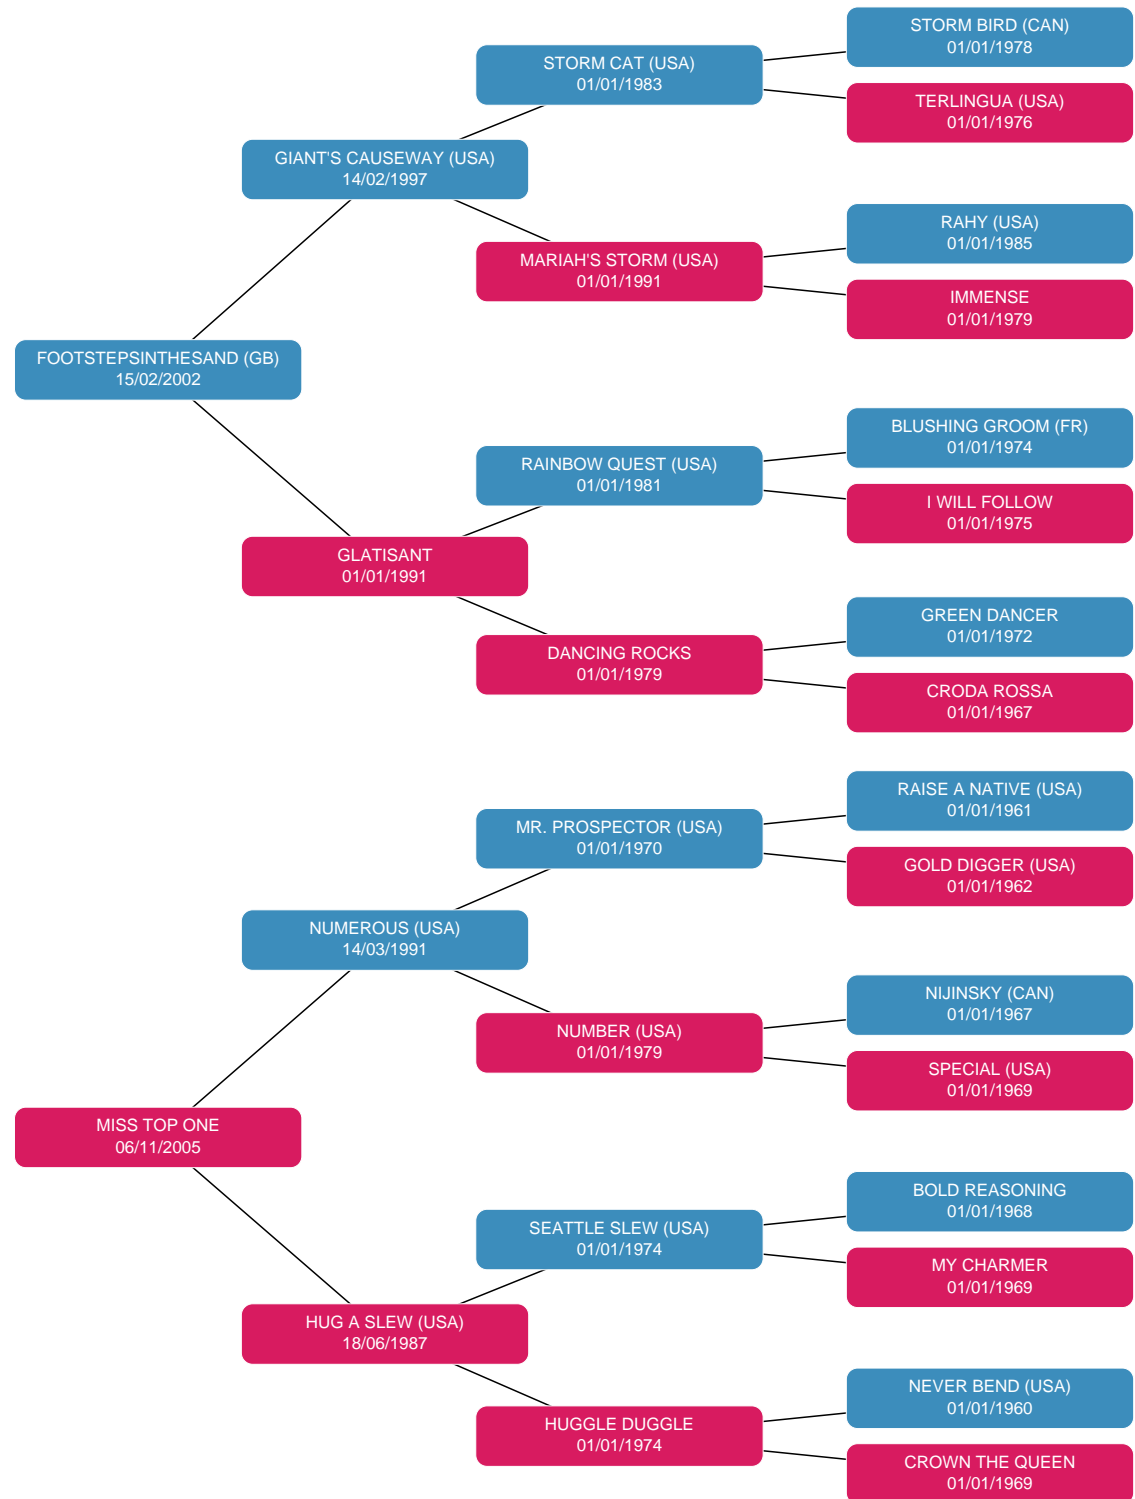 STORM BIRD (CAN)
01/01/1978
STORM CAT (USA)
01/01/1983
TERLINGUA (USA)
01/01/1976
GIANT'S CAUSEWAY (USA)
14/02/1997
RAHY (USA)
01/01/1985
MARIAH'S STORM (USA)
01/01/1991
IMMENSE
01/01/1979
FOOTSTEPSINTHESAND (GB)
15/02/2002
BLUSHING GROOM (FR)
01/01/1974
RAINBOW QUEST (USA)
01/01/1981
I WILL FOLLOW
01/01/1975
GLATISANT
01/01/1991
GREEN DANCER
01/01/1972
DANCING ROCKS
01/01/1979
CRODA ROSSA
01/01/1967
RAISE A NATIVE (USA)
01/01/1961
MR. PROSPECTOR (USA)
01/01/1970
GOLD DIGGER (USA)
01/01/1962
NUMEROUS (USA)
14/03/1991
NIJINSKY (CAN)
01/01/1967
NUMBER (USA)
01/01/1979
SPECIAL (USA)
01/01/1969
MISS TOP ONE
06/11/2005
BOLD REASONING
01/01/1968
SEATTLE SLEW (USA)
01/01/1974
MY CHARMER
01/01/1969
HUG A SLEW (USA)
18/06/1987
NEVER BEND (USA)
01/01/1960
HUGGLE DUGGLE
01/01/1974
CROWN THE QUEEN
01/01/1969